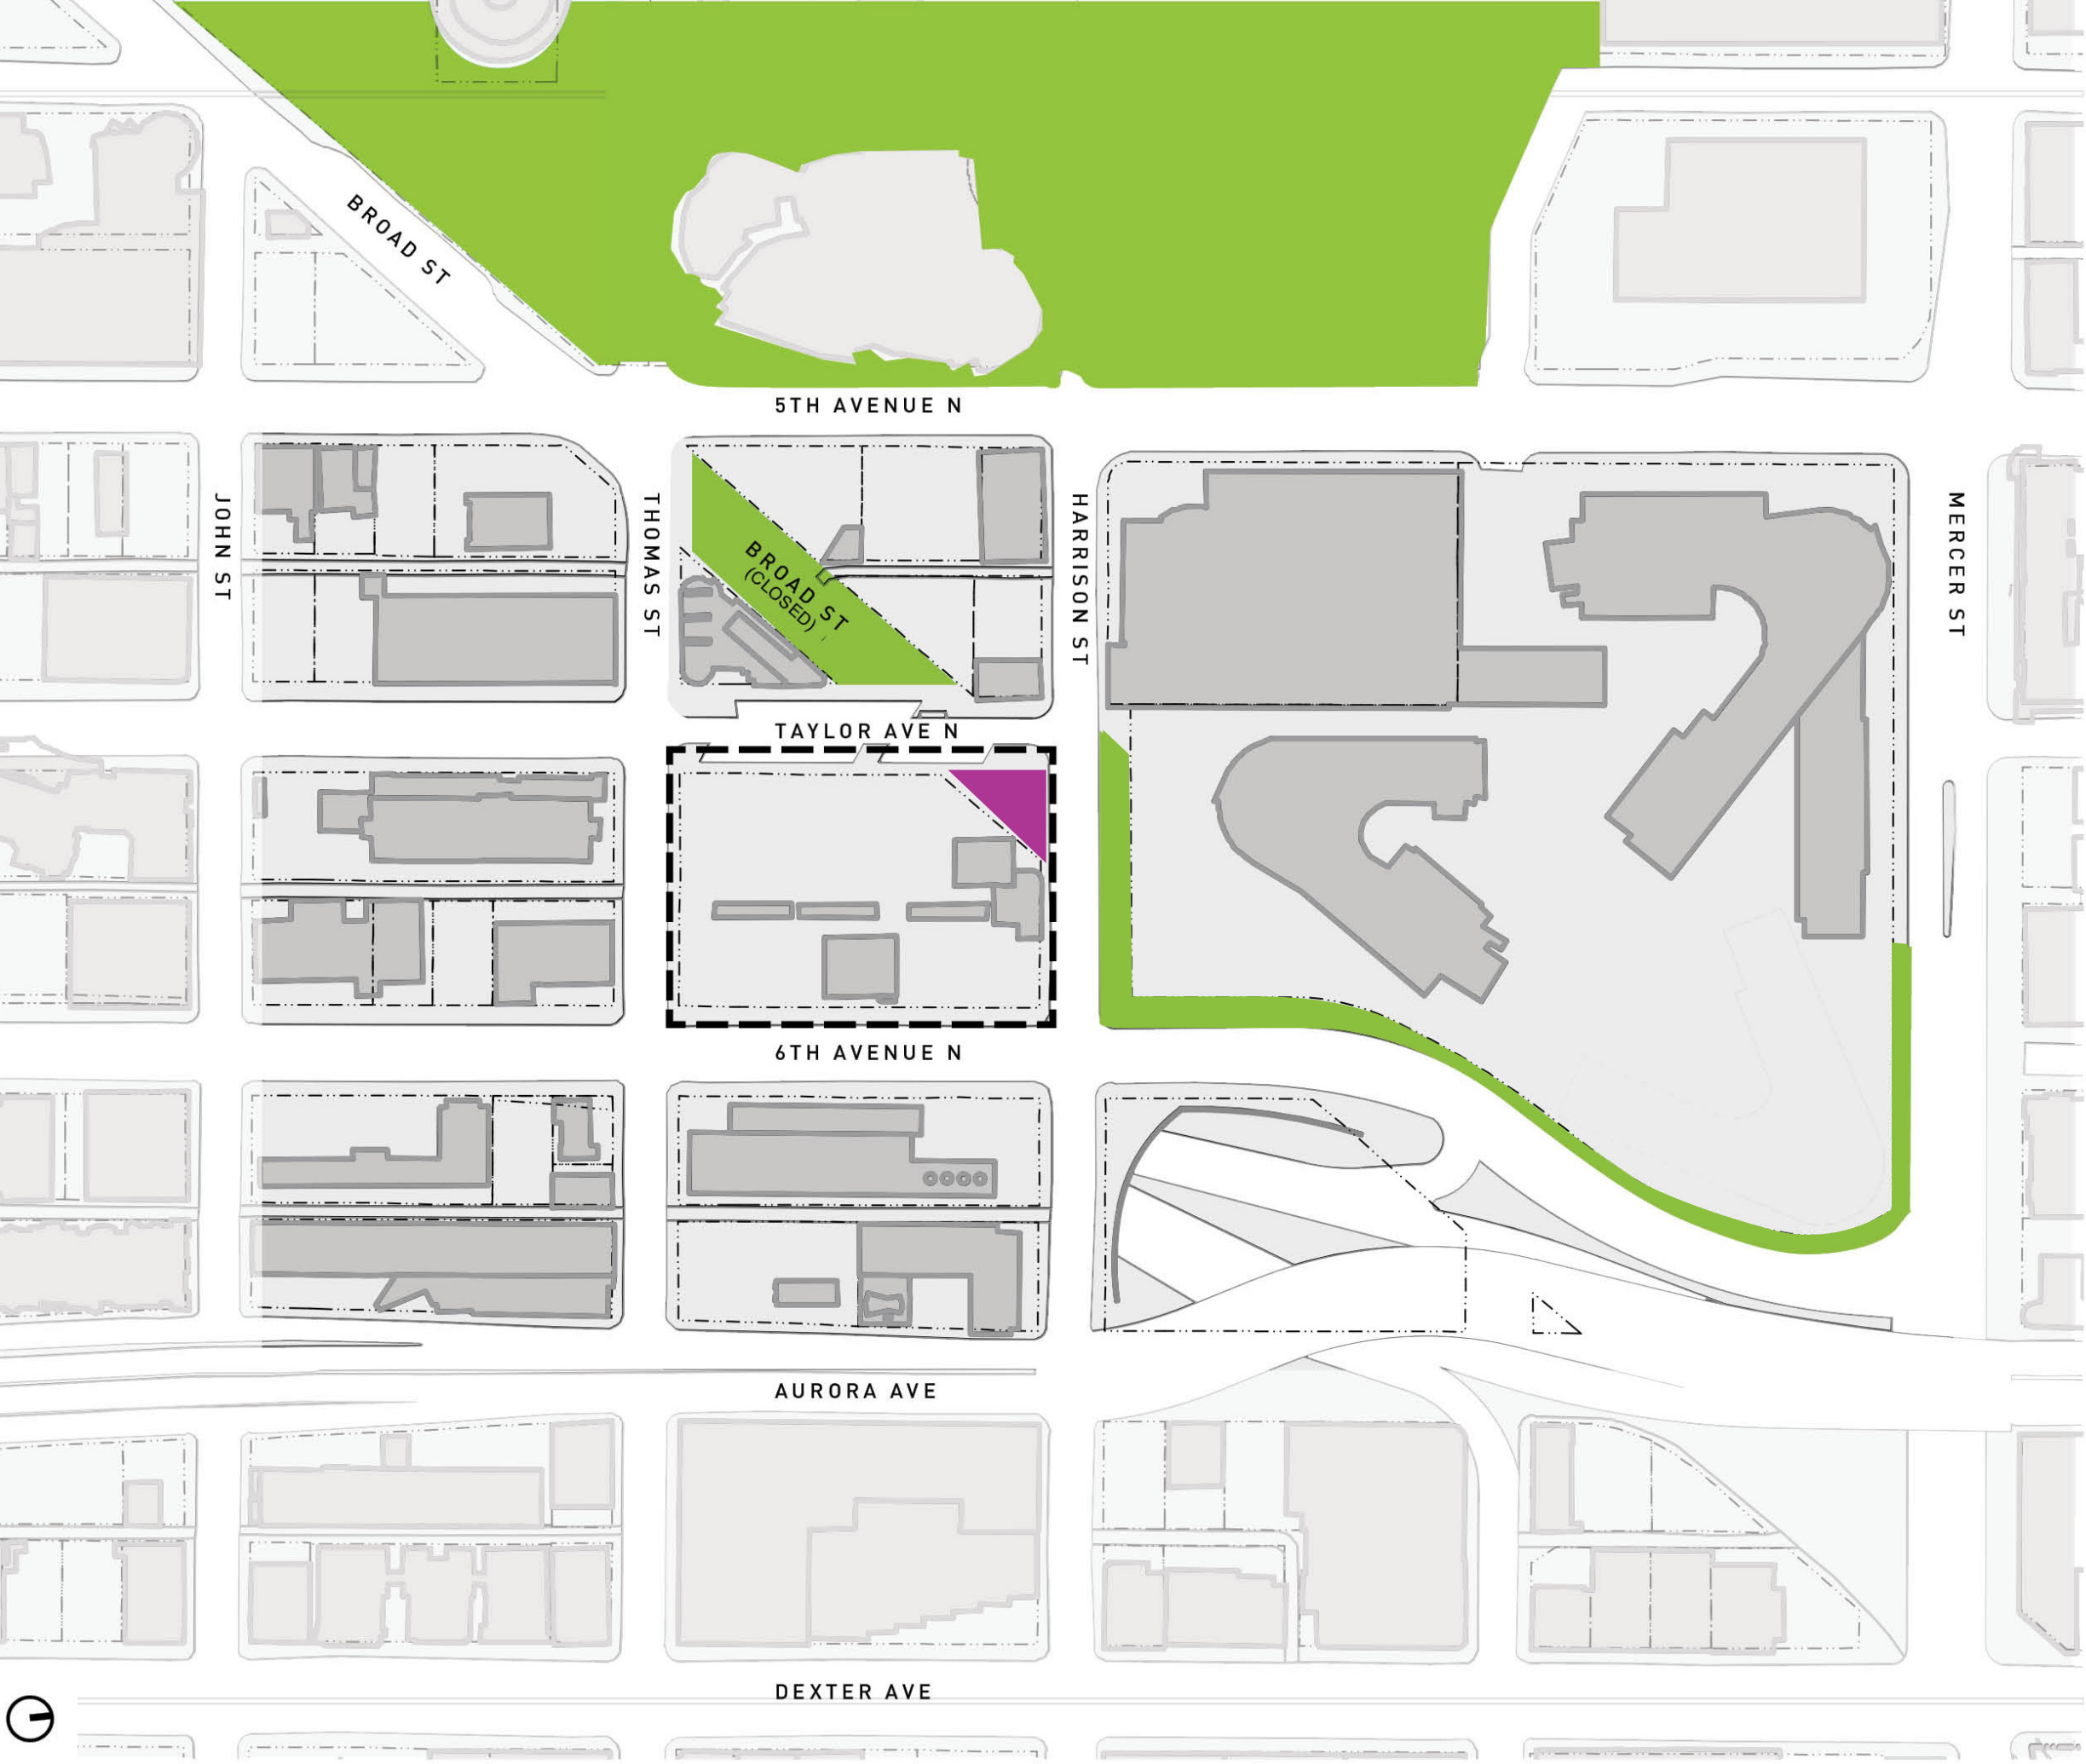 BROAD ST
5TH AVENUE N
JOHN ST
THOMAS ST
BROAD ST
(CLOSED)
HARRISON ST
MERCER ST
TAYLOR AVE N
6TH AVENUE N
AURORA AVE
DEXTER AVE